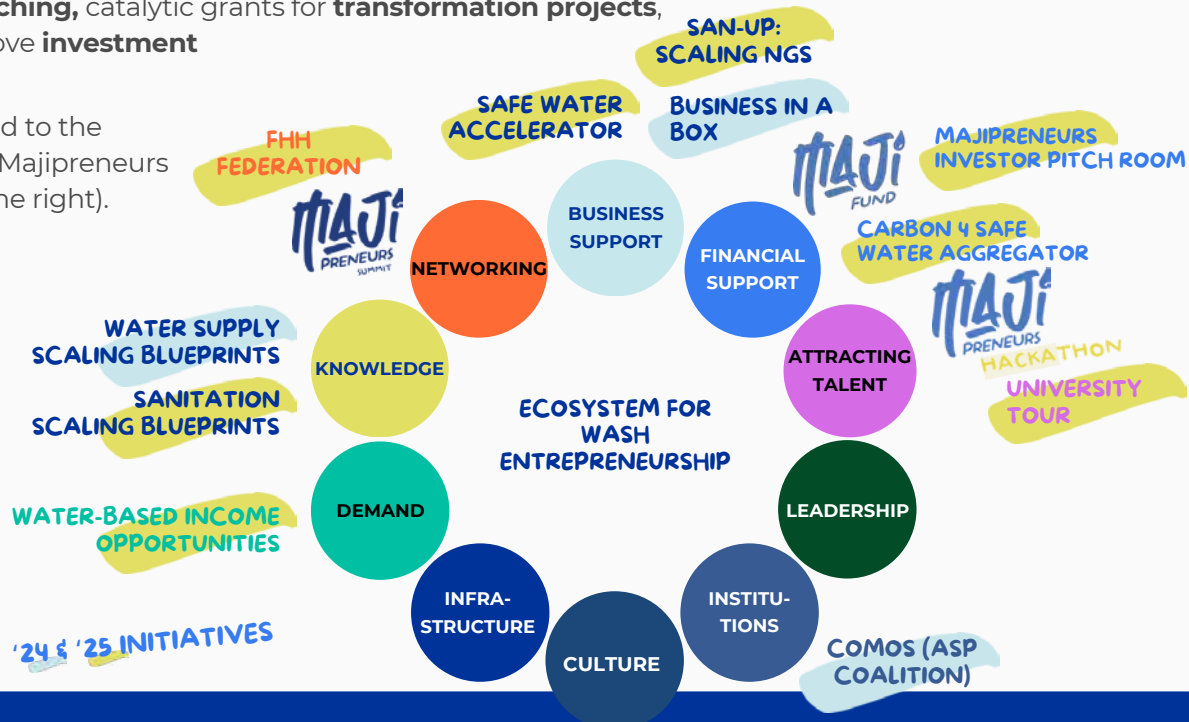 ching, catalytic grants for transformation projects,
ove investment
d to the
Majipreneurs
ne right).
SAN-UP:
SCALING NGS
SAFE WATER
ACCELERATOR
BUSINESS IN A
BOX
FHH
FEDERATION
MAJI
PRENEURS
SUMMIT
MAJI
FUND
MAJIPRENEURS
INVESTOR PITCH ROOM
CARBON 4 SAFE
WATER AGGREGATOR
MAJI
PRENEURS
HACKATHON
UNIVERSITY
TOUR
BUSINESS
SUPPORT
NETWORKING
FINANCIAL
SUPPORT
WATER SUPPLY
SCALING BLUEPRINTS
SANITATION
SCALING BLUEPRINTS
KNOWLEDGE
ATTRACTING
TALENT
ECOSYSTEM FOR
WASH
ENTREPRENEURSHIP
WATER-BASED INCOME
OPPORTUNITIES
DEMAND
LEADERSHIP
INFRA-
STRUCTURE
INSTITU-
TIONS
CULTURE
COMOS (ASP
COALITION)
'24 & '25 INITIATIVES